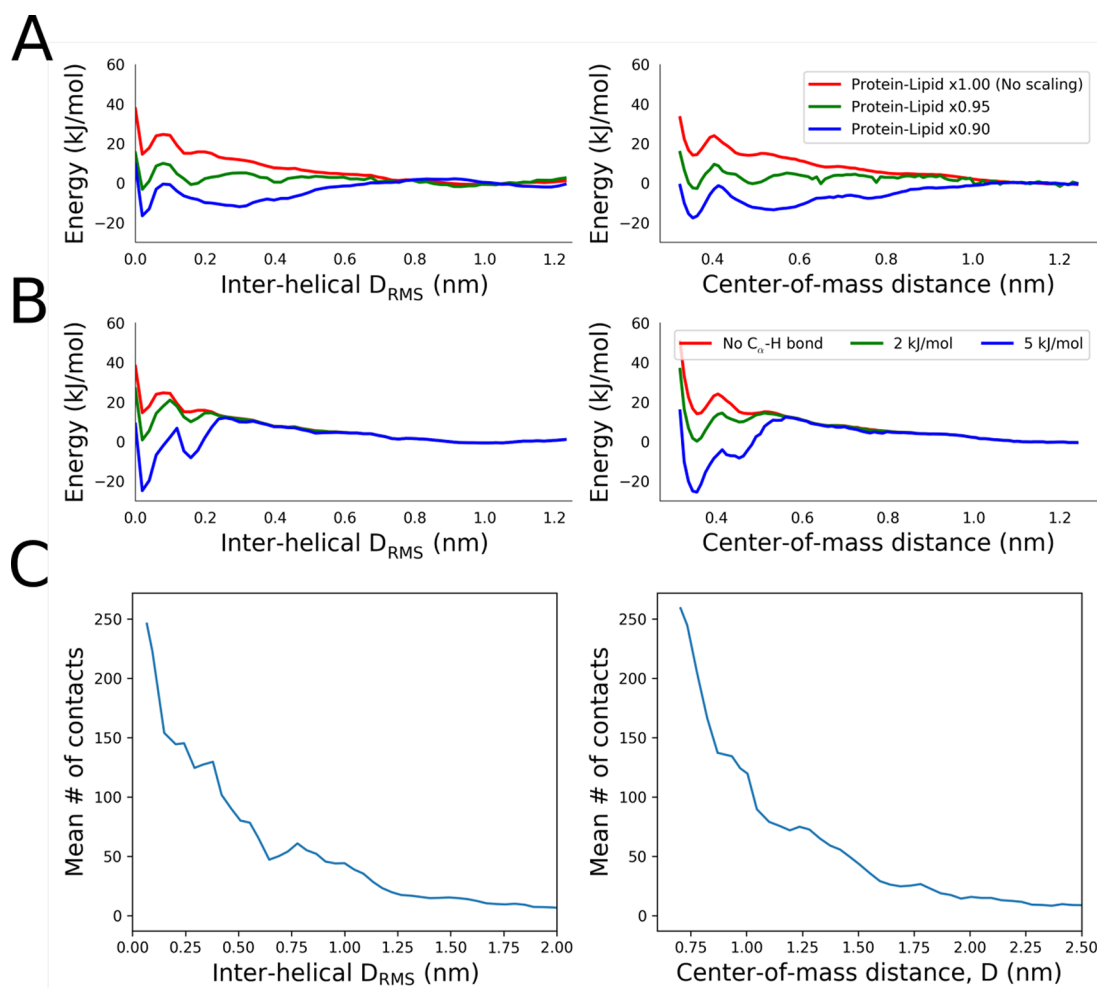 A
Energy (kJ/mol)
60
40
20
0
−20
0.0 0.2 0.4 0.6 0.8 1.0 1.2
Inter-helical D_RMS (nm)
Energy (kJ/mol)
60
40
20
0
−20
Protein-Lipid x1.00 (No scaling)
Protein-Lipid x0.95
Protein-Lipid x0.90
0.4 0.6 0.8 1.0 1.2
Center-of-mass distance (nm)
B
Energy (kJ/mol)
60
40
20
0
−20
0.0 0.2 0.4 0.6 0.8 1.0 1.2
Inter-helical D_RMS (nm)
Energy (kJ/mol)
60
40
20
0
−20
No C_α-H bond 2 kJ/mol 5 kJ/mol
0.4 0.6 0.8 1.0 1.2
Center-of-mass distance (nm)
C
Mean # of contacts
250
200
150
100
50
0
0.00 0.25 0.50 0.75 1.00 1.25 1.50 1.75 2.00
Inter-helical D_RMS (nm)
Mean # of contacts
250
200
150
100
50
0
0.75 1.00 1.25 1.50 1.75 2.00 2.25 2.50
Center-of-mass distance, D (nm)